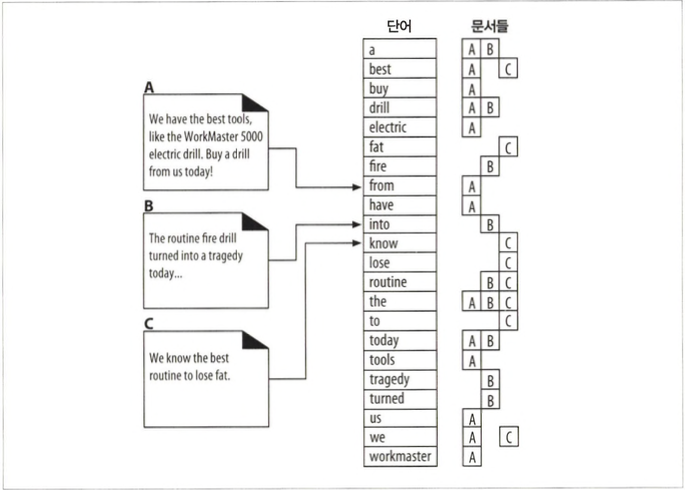 단어 문서들
A
We have the best tools,
like the WorkMaster 5000
electric drill. Buy a drill
from us today!
B
The routine fire drill
turned into a tragedy
today...
C
We know the best
routine to lose fat.
a A B
best A C
buy A
drill A B
electric A
fat C
fire B
from A
have A
into B
know C
lose C
routine B C
the A B C
to C
today A B
tools A
tragedy B
turned B
us A
we A C
workmaster A